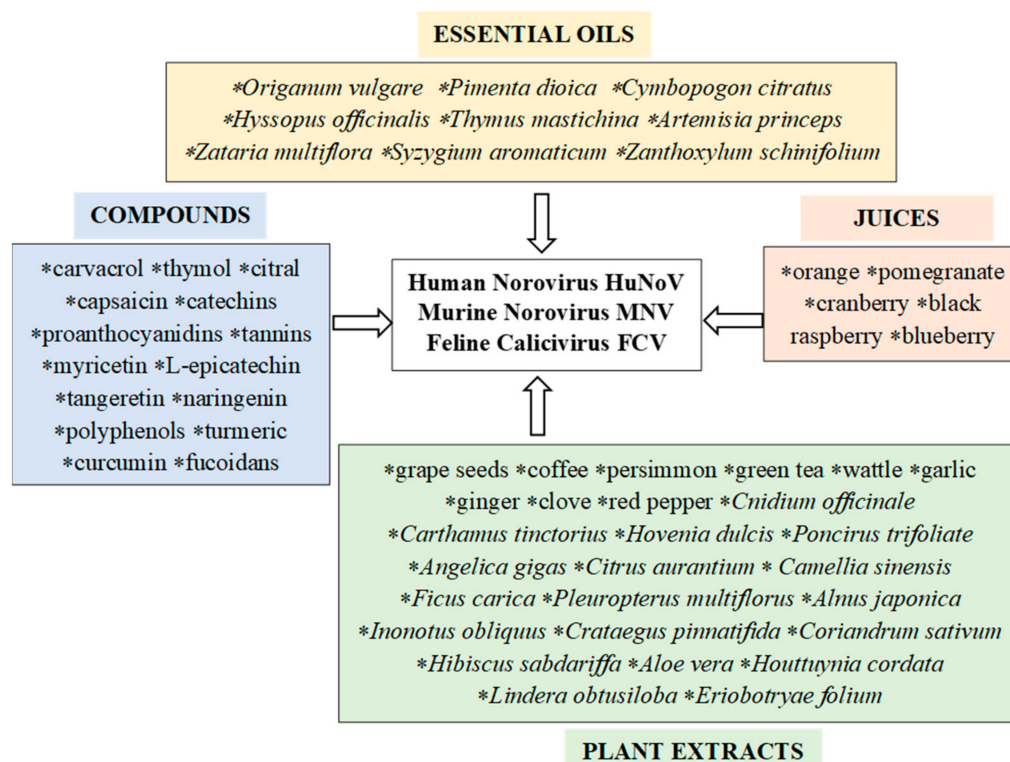 ESSENTIAL OILS
*Origanum vulgare *Pimenta dioica *Cymbopogon citratus
*Hyssopus officinalis *Thymus mastichina *Artemisia princeps
*Zataria multiflora *Syzygium aromaticum *Zanthoxylum schinifolium
COMPOUNDS
*carvacrol *thymol *citral
*capsaicin *catechins
*proanthocyanidins *tannins
*myricetin *L-epicatechin
*tangeretin *naringenin
*polyphenols *turmeric
*curcumin *fucoidans
Human Norovirus HuNoV
Murine Norovirus MNV
Feline Calicivirus FCV
JUICES
*orange *pomegranate
*cranberry *black
raspberry *blueberry
*grape seeds *coffee *persimmon *green tea *wattle *garlic
*ginger *clove *red pepper *Cnidium officinale
*Carthamus tinctorius *Hovenia dulcis *Poncirus trifoliate
*Angelica gigas *Citrus aurantium * Camellia sinensis
*Ficus carica *Pleuropterus multiflorus *Alnus japonica
*Inonotus obliquus *Crataegus pinnatifida *Coriandrum sativum
*Hibiscus sabdariffa *Aloe vera *Houttuynia cordata
*Lindera obtusiloba *Eriobotryae folium
PLANT EXTRACTS